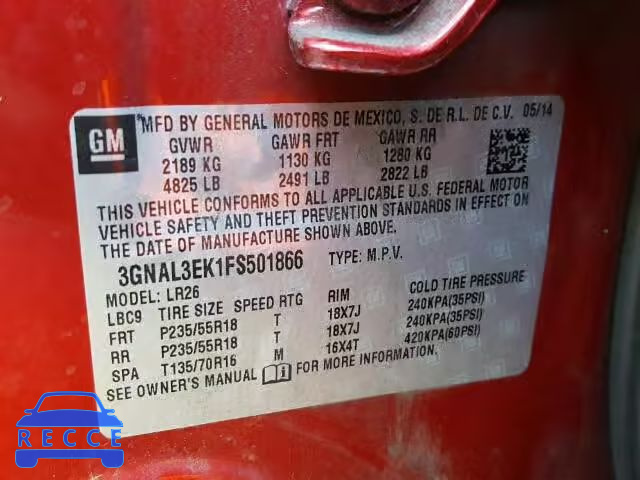 GM
MFD BY GENERAL MOTORS DE MEXICO, S. DE R.L. DE C.V. 05/14
GVWR GAWR FRT GAWR RR
2189 KG 1130 KG 1280 KG
4825 LB 2491 LB 2822 LB
THIS VEHICLE CONFORMS TO ALL APPLICABLE U.S. FEDERAL MOTOR
VEHICLE SAFETY AND THEFT PREVENTION STANDARDS IN EFFECT ON
THE DATE OF MANUFACTURE SHOWN ABOVE.
3GNAL3EK1FS501866 TYPE: M.P.V.
MODEL: LR26
LBC9 TIRE SIZE SPEED RTG RIM COLD TIRE PRESSURE
FRT P235/55R18 T 18X7J 240KPA(35PSI)
RR P235/55R18 T 18X7J 240KPA(35PSI)
SPA T135/70R16 M 16X4T 420KPA(60PSI)
SEE OWNER'S MANUAL FOR MORE INFORMATION.
RECCE